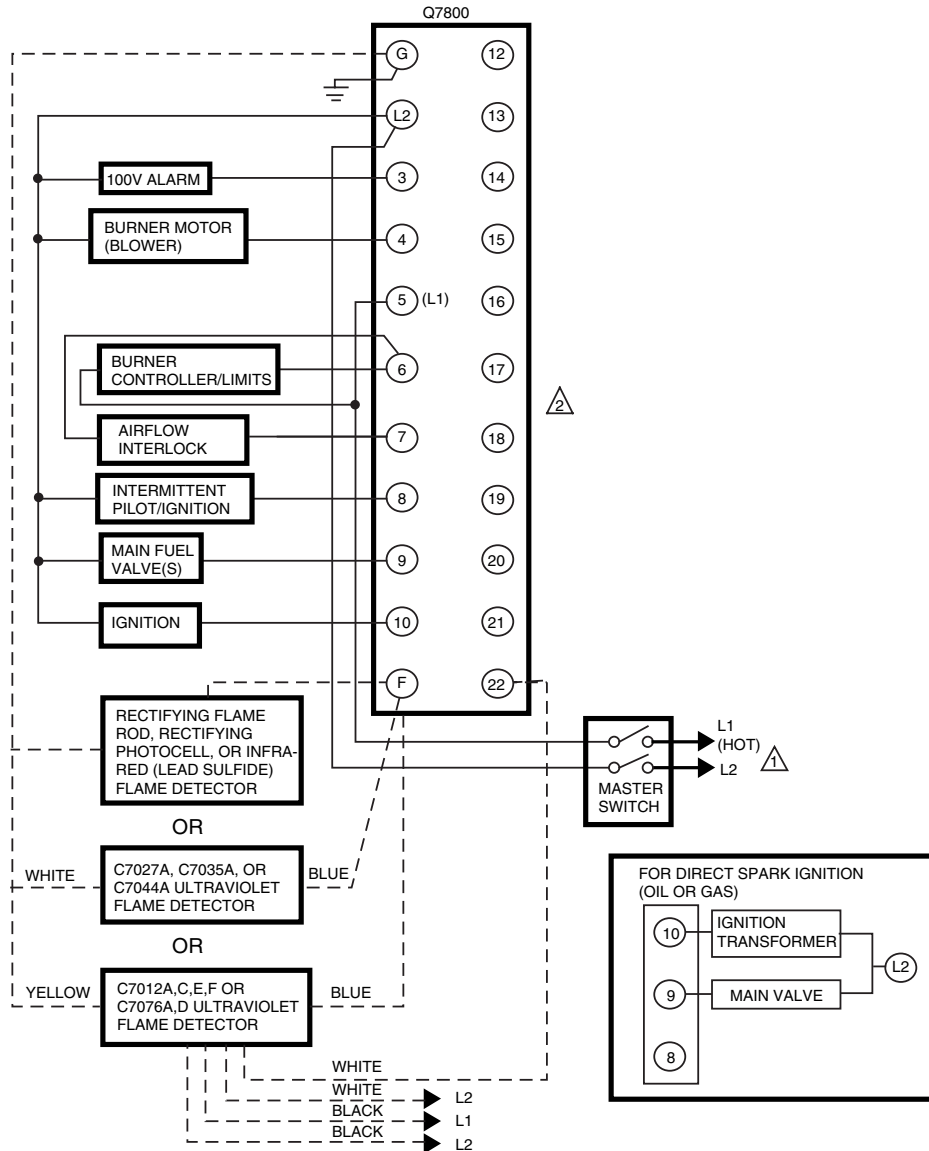 Q7800
G
12
L2
13
100V ALARM
3
14
BURNER MOTOR
(BLOWER)
4
15
5
(L1)
16
BURNER
CONTROLLER/LIMITS
6
17
2
AIRFLOW
INTERLOCK
7
18
INTERMITTENT
PILOT/IGNITION
8
19
MAIN FUEL
VALVE(S)
9
20
IGNITION
10
21
F
22
RECTIFYING FLAME
ROD, RECTIFYING
PHOTOCELL, OR INFRA-
RED (LEAD SULFIDE)
FLAME DETECTOR
L1
(HOT)
L2
1
MASTER
SWITCH
OR
WHITE
C7027A, C7035A, OR
C7044A ULTRAVIOLET
FLAME DETECTOR
BLUE
OR
YELLOW
C7012A,C,E,F OR
C7076A,D ULTRAVIOLET
FLAME DETECTOR
BLUE
WHITE
WHITE
L2
BLACK
L1
BLACK
L2
FOR DIRECT SPARK IGNITION
(OIL OR GAS)
10
IGNITION
TRANSFORMER
L2
9
MAIN VALVE
8